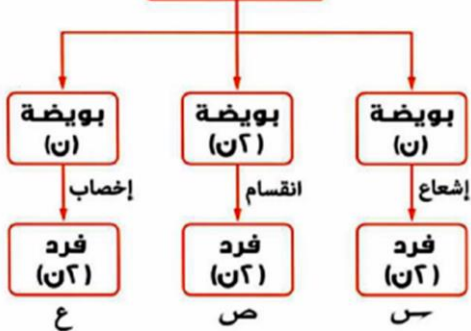 بويضة (ن)
بويضة (٢ن)
بويضة (ن)
إشعاع
انقسام
إخصاب
فرد (٢ن)
فرد (٢ن)
فرد (٢ن)
س
ص
ع